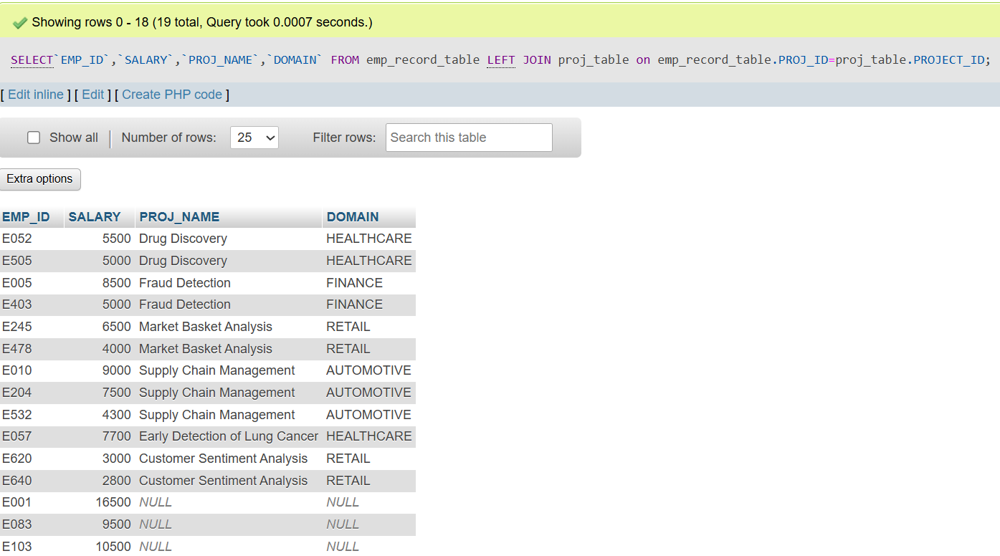 Showing rows 0 - 18 (19 total, Query took 0.0007 seconds.)
SELECT`EMP_ID`,`SALARY`,`PROJ_NAME`,`DOMAIN` FROM emp_record_table LEFT JOIN proj_table on emp_record_table.PROJ_ID=proj_table.PROJECT_ID;
[ Edit inline ] [ Edit ] [ Create PHP code ]
Show all | Number of rows: 25 Filter rows: Search this table
Extra options
EMP_ID SALARY PROJ_NAME DOMAIN
E052 5500 Drug Discovery HEALTHCARE
E505 5000 Drug Discovery HEALTHCARE
E005 8500 Fraud Detection FINANCE
E403 5000 Fraud Detection FINANCE
E245 6500 Market Basket Analysis RETAIL
E478 4000 Market Basket Analysis RETAIL
E010 9000 Supply Chain Management AUTOMOTIVE
E204 7500 Supply Chain Management AUTOMOTIVE
E532 4300 Supply Chain Management AUTOMOTIVE
E057 7700 Early Detection of Lung Cancer HEALTHCARE
E620 3000 Customer Sentiment Analysis RETAIL
E640 2800 Customer Sentiment Analysis RETAIL
E001 16500 NULL NULL
E083 9500 NULL NULL
E103 10500 NULL NULL